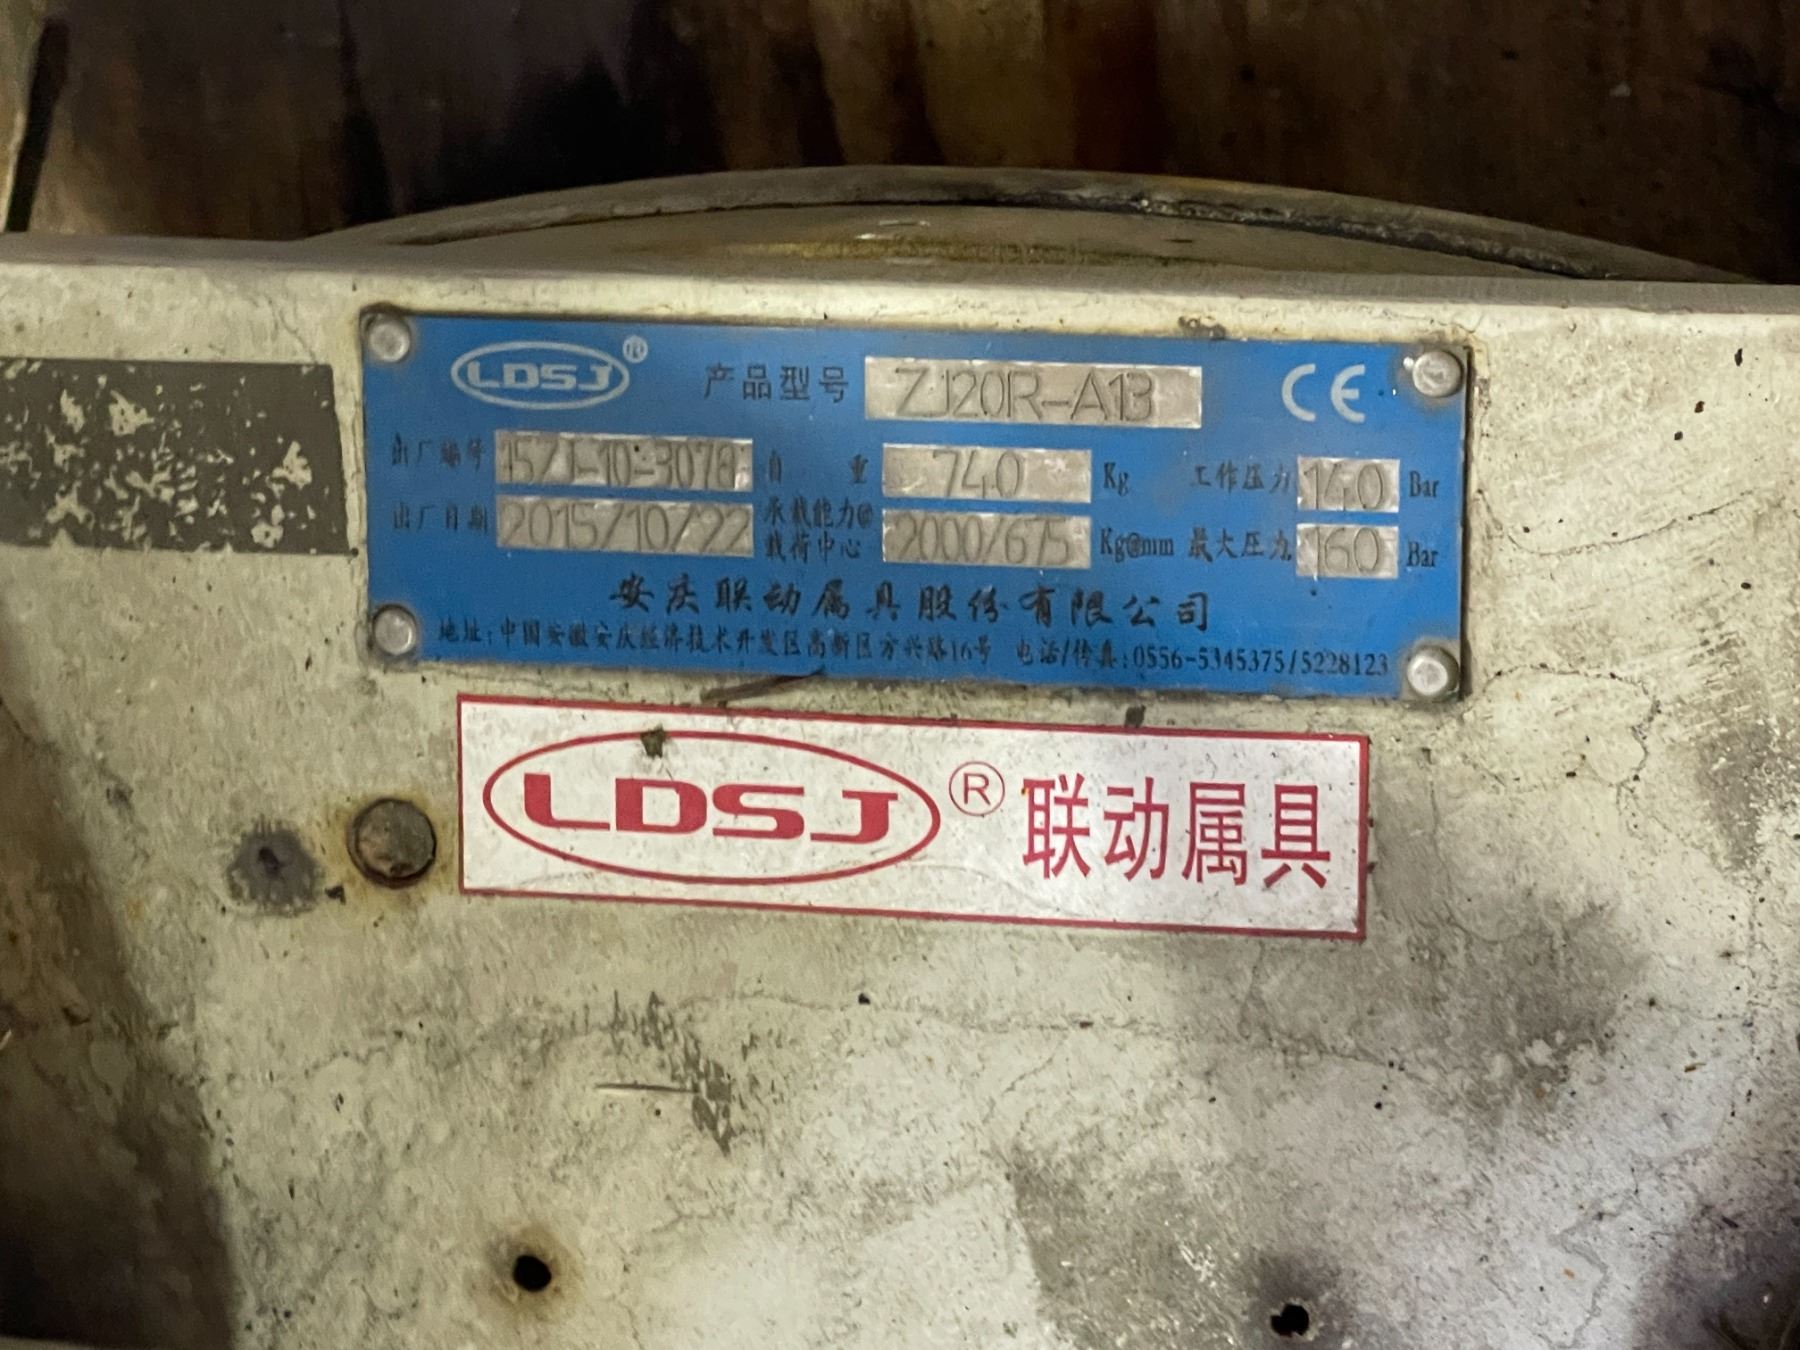 LDSJ® 产品型号 ZJ20R-A13 CE
出厂编号 15ZJ-10-3078 自重 740 Kg 工作压力 140 Bar
出厂日期 2015/10/22 承载能力@载荷中心 2000/675 Kg@mm 最大压力 160 Bar
安庆联动属具股份有限公司
地址:中国安徽安庆经济技术开发区高新区方兴路16号 电话/传真:0556-5345375/5228123
LDSJ® 联动属具